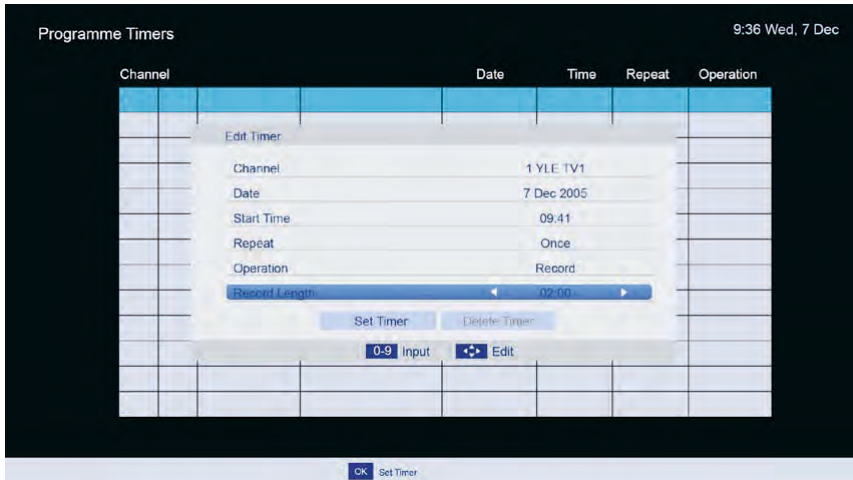 Programme Timers
9:36 Wed, 7 Dec
Channel Date Time Repeat Operation
Edit Timer
Channel 1 YLE TV1
Date 7 Dec 2005
Start Time 09:41
Repeat Once
Operation Record
Record Length 02:00
Set Timer Delete Timer
0-9 Input Edit
OK Set Timer